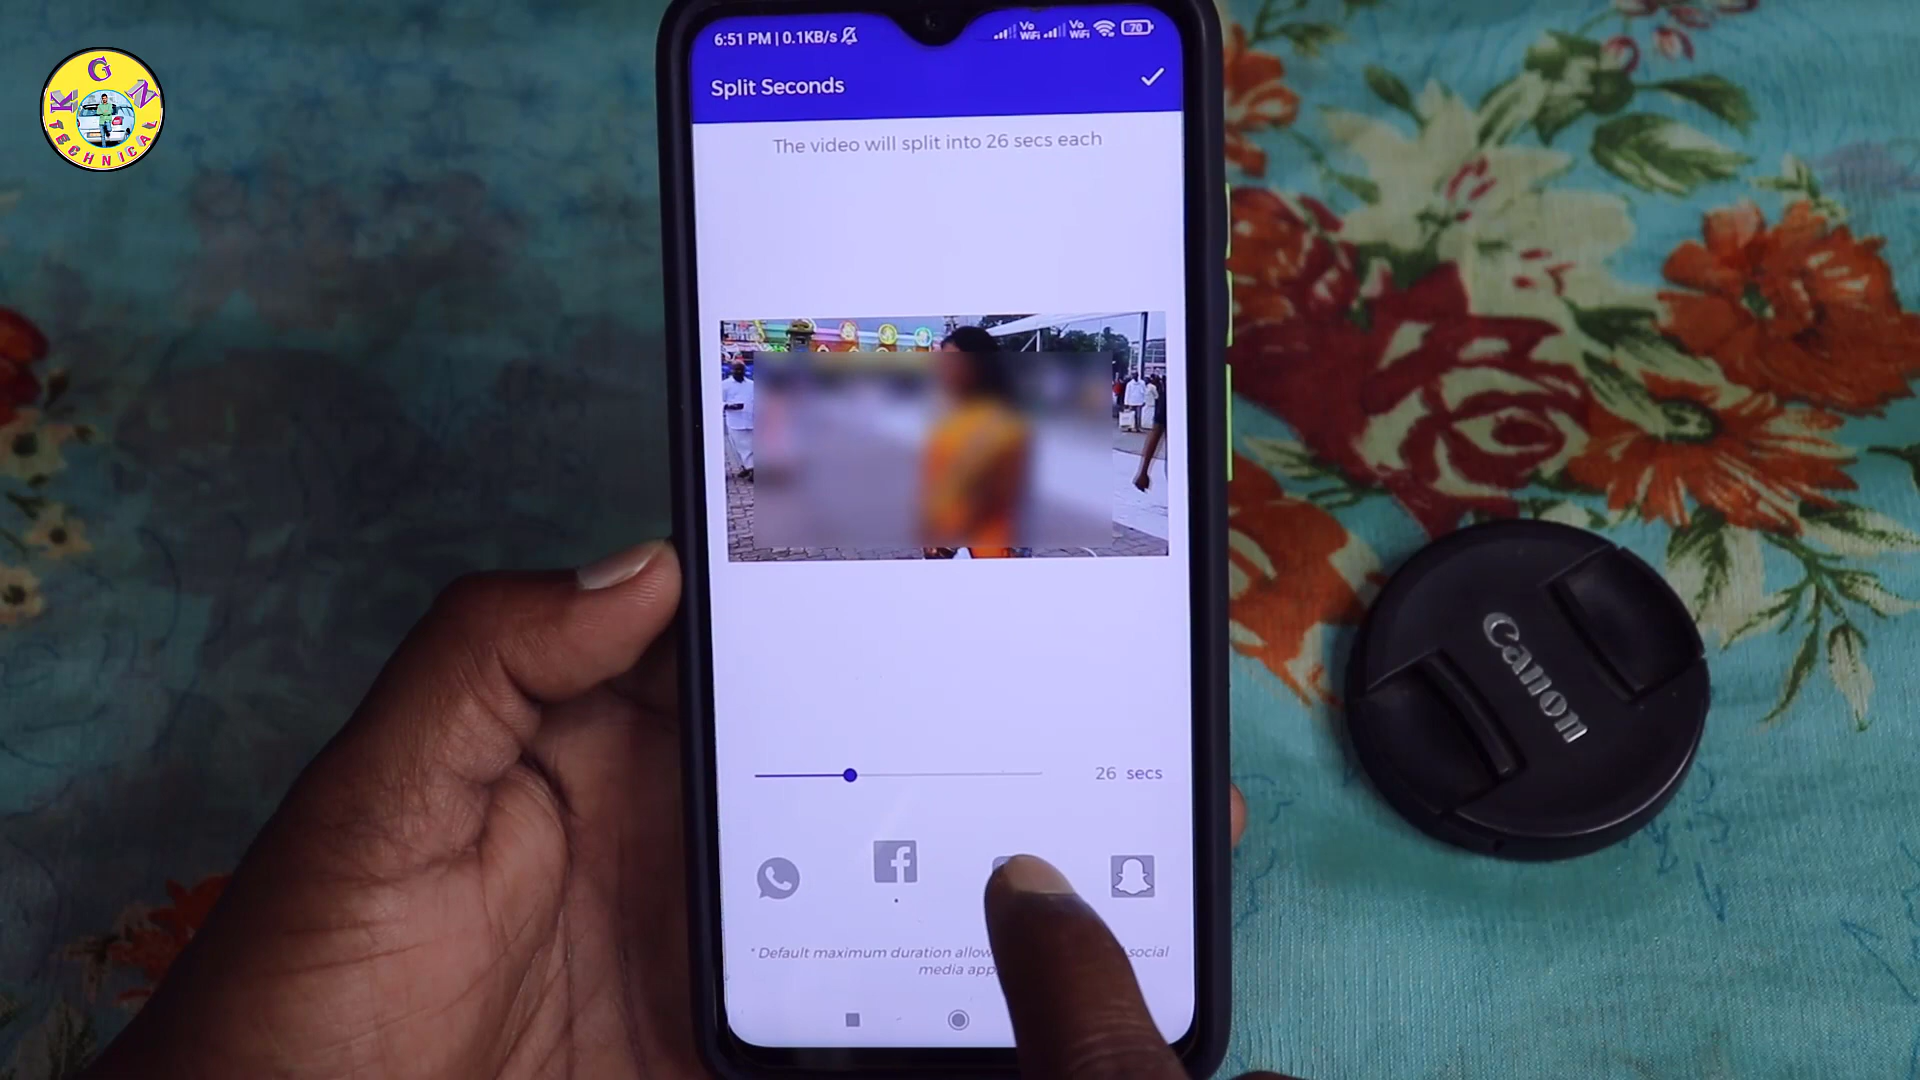 KGN
TECHNICAL
6:51 PM | 0.1KB/s
Vo
WiFi
Vo
WiFi
70
Split Seconds
The video will split into 26 secs each
26 secs
* Default maximum duration allow social
media app
Canon